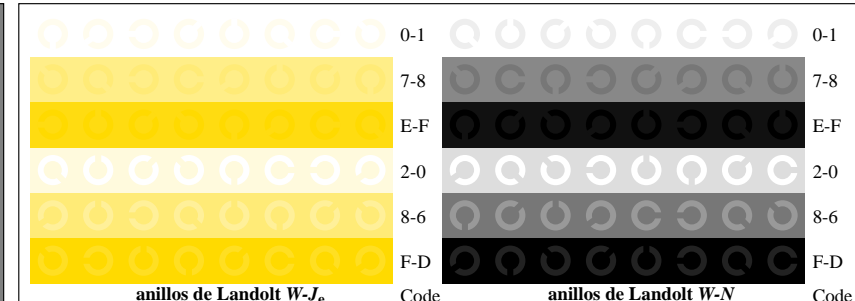 0-1
7-8
E-F
2-0
8-6
F-D
anillos de Landolt W-Je Code
0-1
7-8
E-F
2-0
8-6
F-D
anillos de Landolt W-N Code